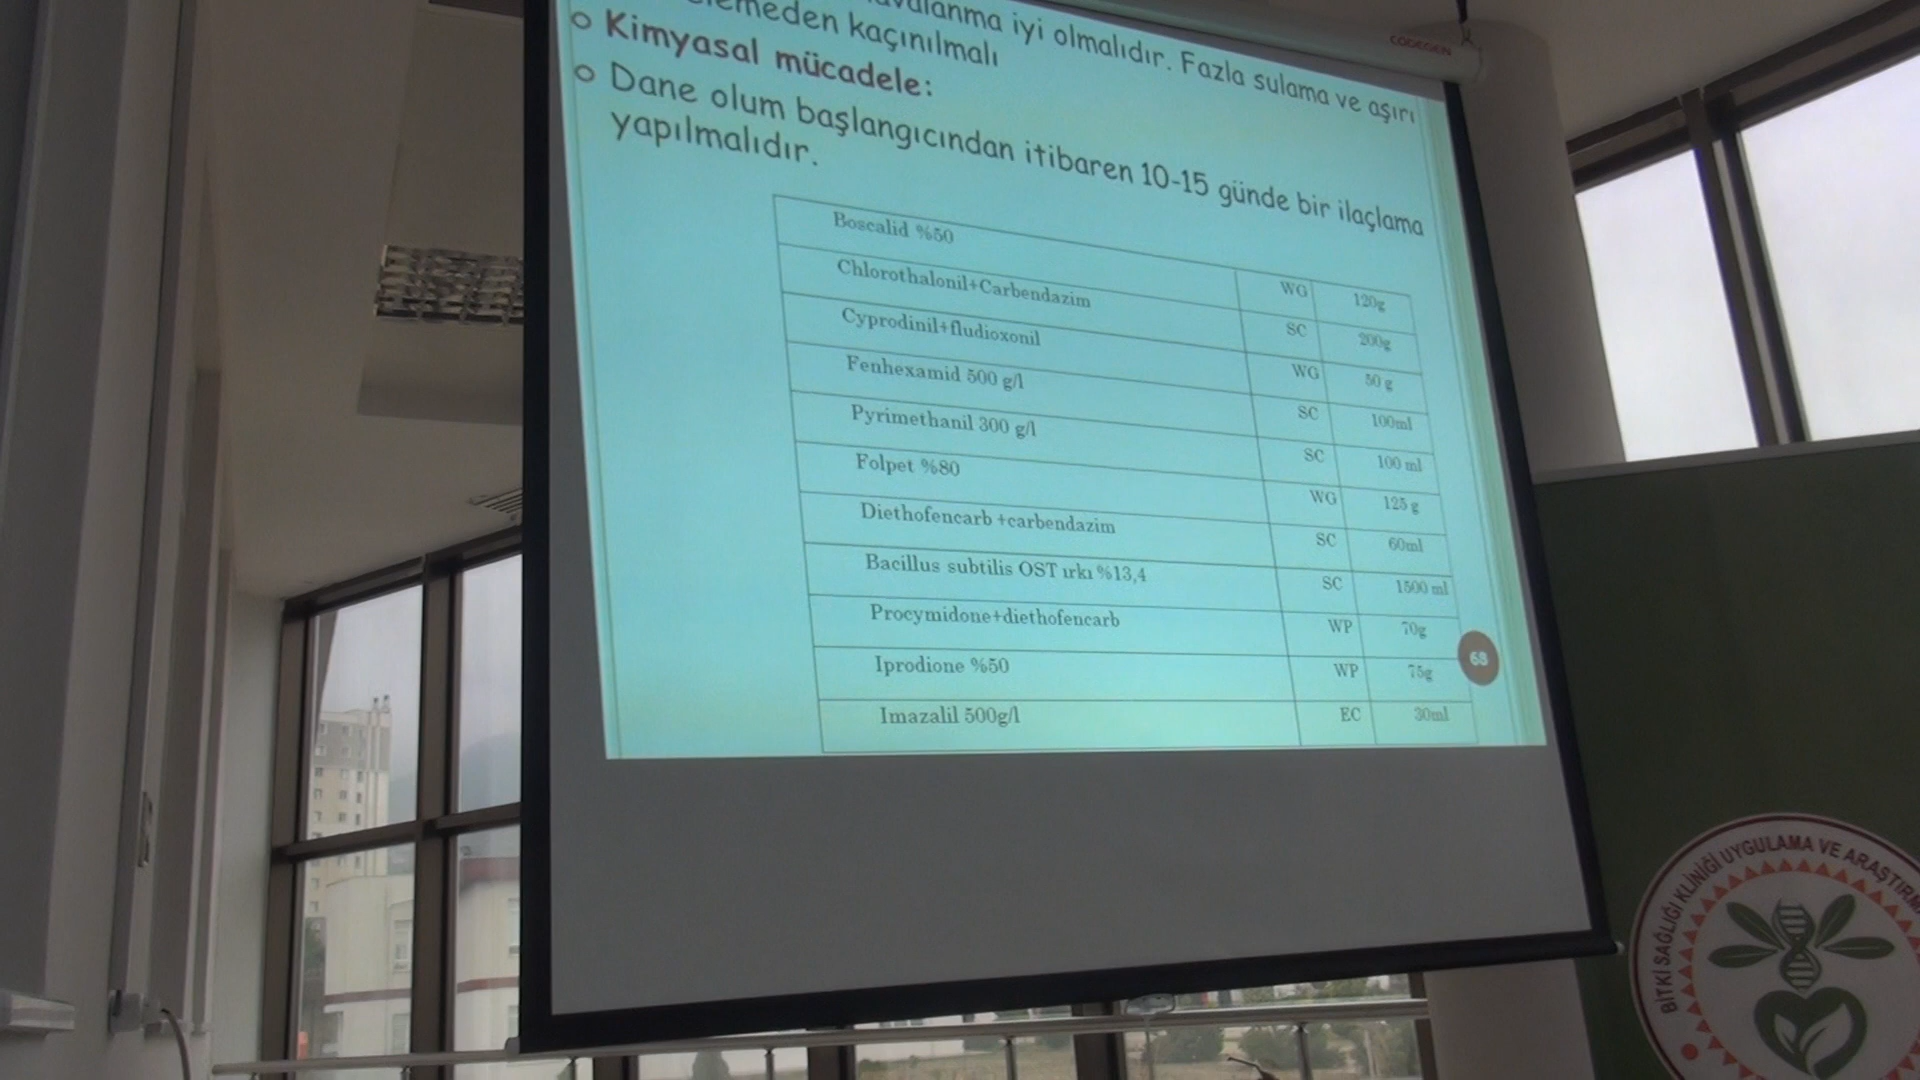 iyi olmalıdır. Fazla sulama ve aşırı
kaçınılmalı
o Kimyasal mücadele:
o Dane olum başlangıcından itibaren 10-15 günde bir ilaçlama
yapılmalıdır.
Boscalid %50 WG 120g
Chlorothalonil+Carbendazim SC 200g
Cyprodinil+fludioxonil WG 50 g
Fenhexamid 500 g/l SC 100ml
Pyrimethanil 300 g/l SC 100 ml
Folpet %80 WG 125 g
Diethofencarb +carbendazim SC 60ml
Bacillus subtilis OST ırkı %13,4 SC 1500 ml
Procymidone+diethofencarb WP 70g
Iprodione %50 WP 75g
Imazalil 500g/l EC 30ml
68
CODEGEN
BİTKİ SAĞLIĞI KLİNİĞİ UYGULAMA VE